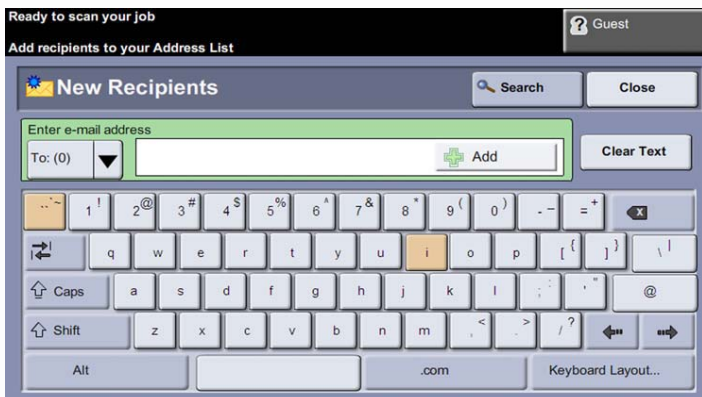 Ready to scan your job
Guest
Add recipients to your Address List
New Recipients
Search
Close
Enter e-mail address
To: (0)
Add
Clear Text
..`~ 1! 2@ 3# 4$ 5% 6^ 7& 8* 9( 0) .- =+ X
q w e r t y u i o p [{ ]} \|
Caps a s d f g h j k l ;: '" @
Shift z x c v b n m ,< .> /?
Alt .com Keyboard Layout...